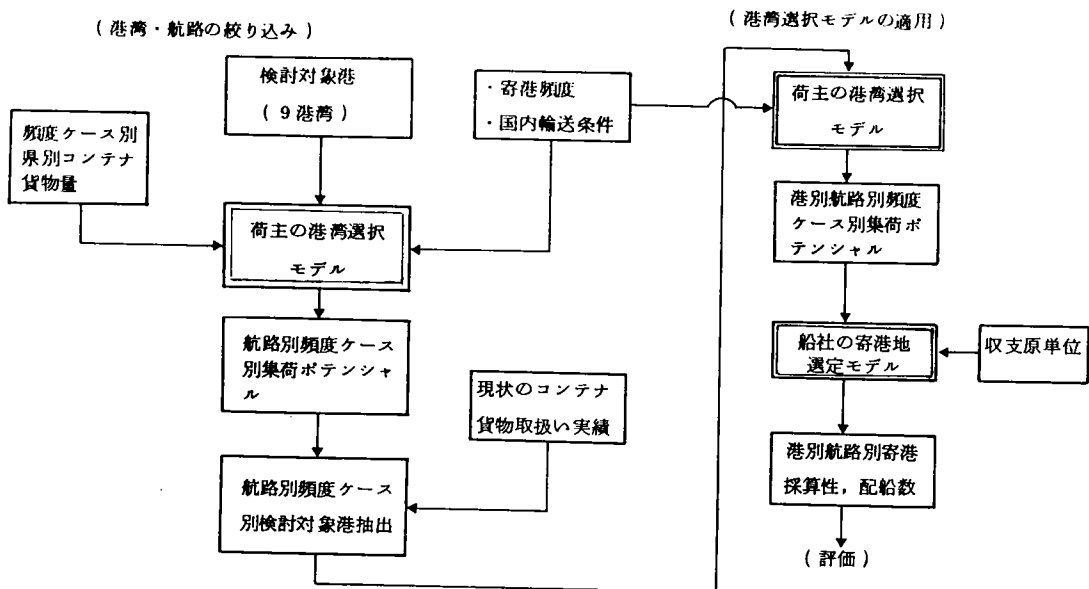 (港湾・航路の絞り込み)
検討対象港
(9港湾)
・寄港頻度
・国内輸送条件
頻度ケース別
県別コンテナ
貨物量
荷主の港湾選択
モデル
航路別頻度ケース
別集荷ポテンシャ
ル
現状のコンテナ
貨物取扱い実績
航路別頻度ケース
別検討対象港抽出
(港湾選択モデルの適用)
荷主の港湾選択
モデル
港別航路別頻度
ケース別集荷ポ
テンシャル
船社の寄港地
選定モデル
収支原単位
港別航路別寄港
採算性,配船数
(評価)